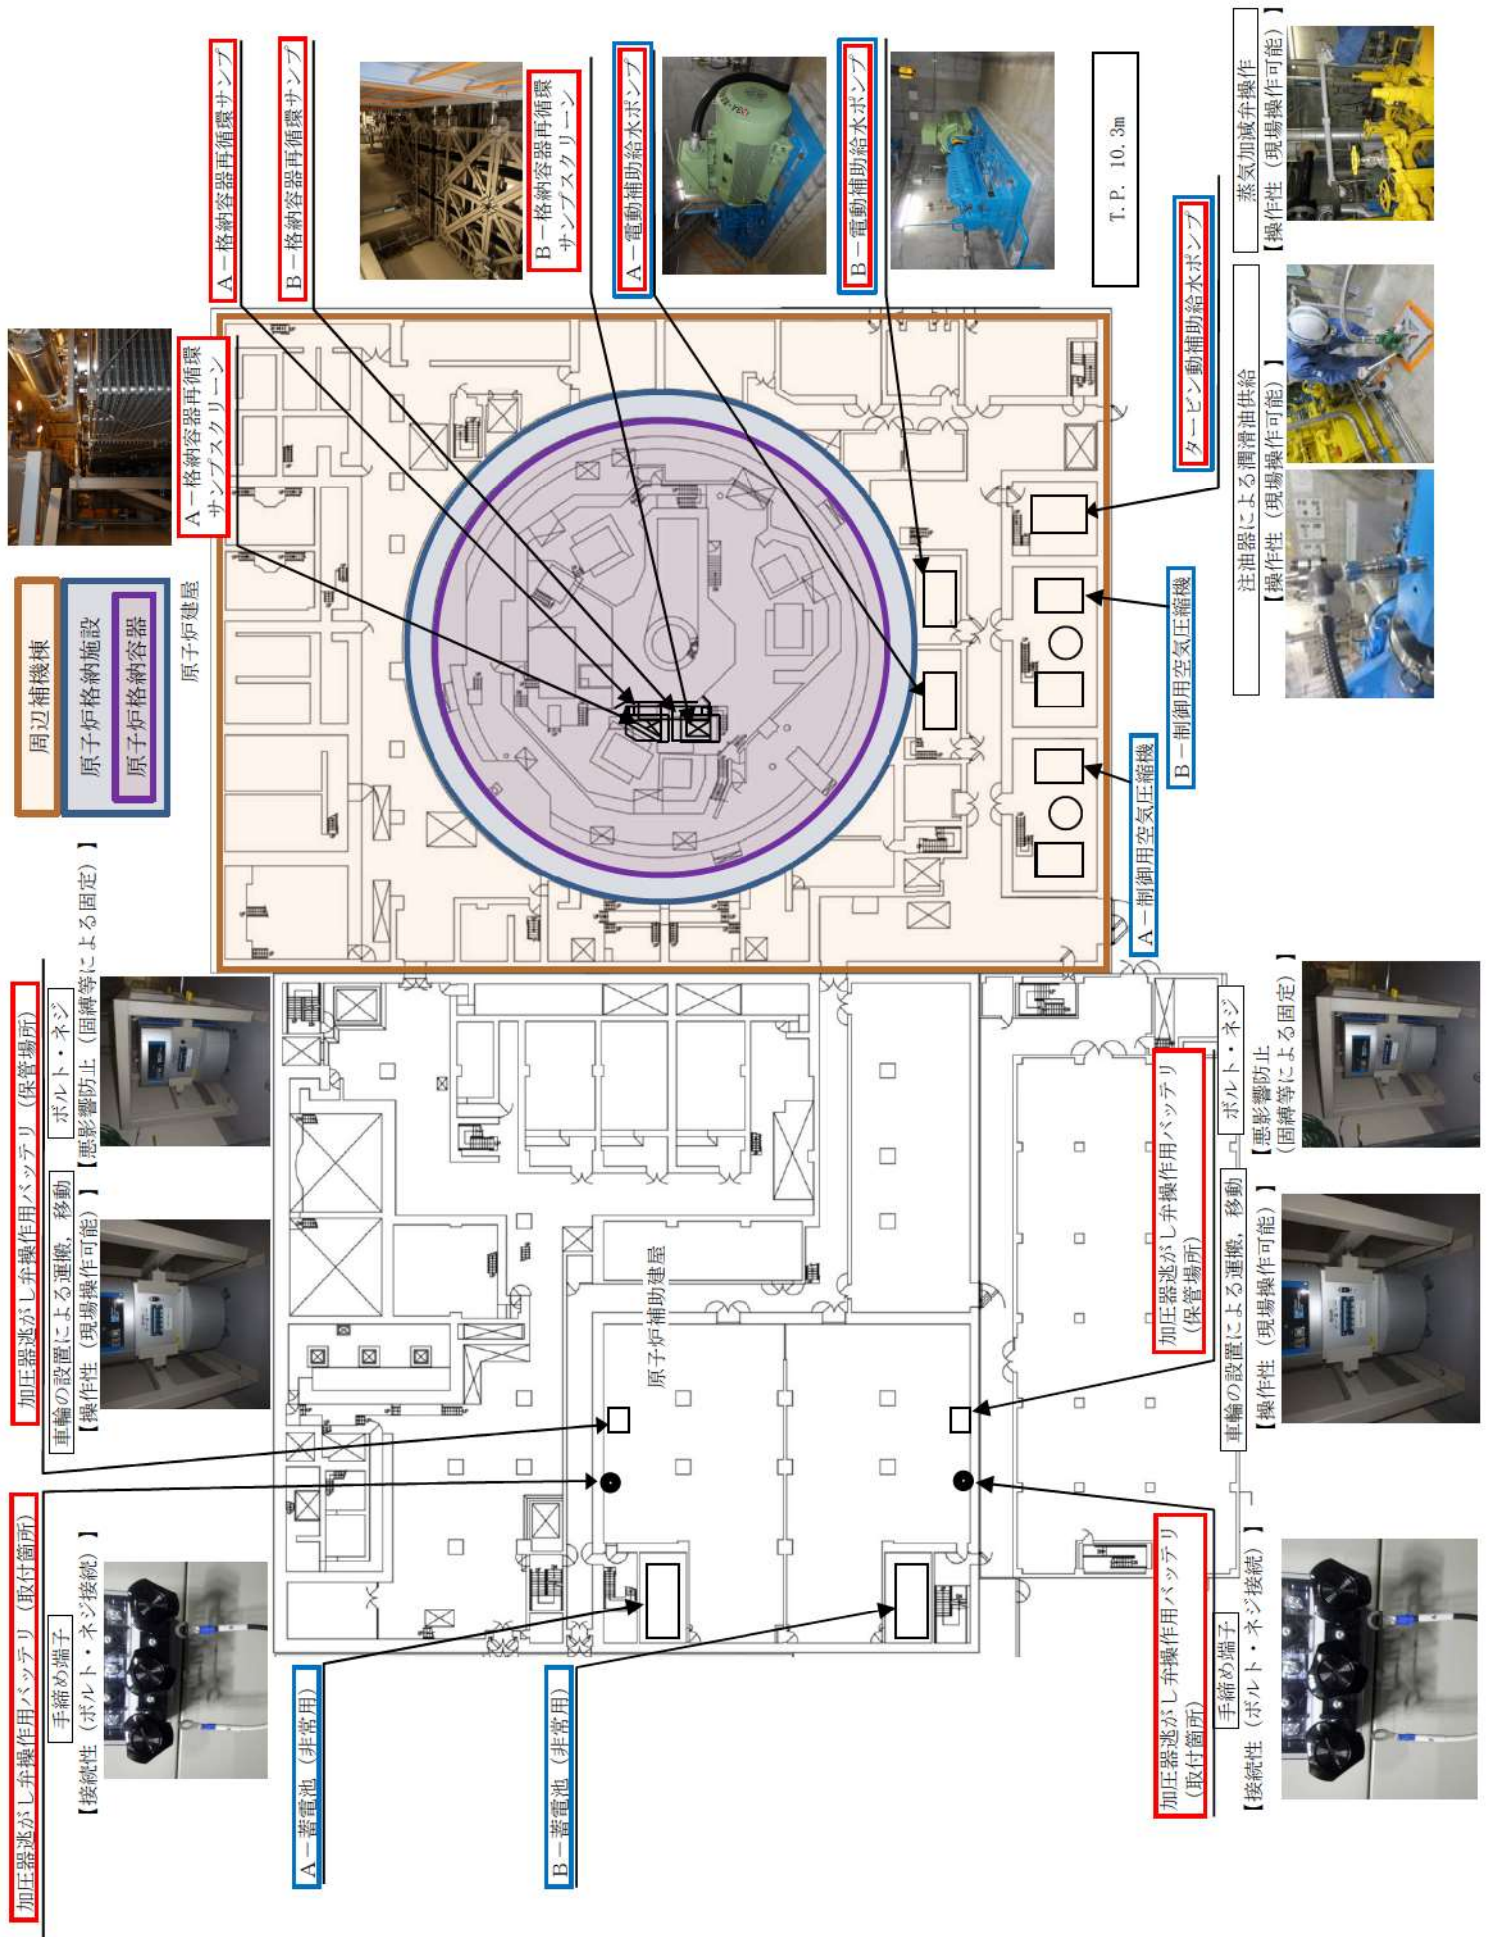 加圧器逃がし弁操作用バッテリ（取付箇所）
手締め端子
【接続性（ボルト・ネジ接続）】
加圧器逃がし弁操作用バッテリ（保管場所）
車輪の設置による運搬，移動
【操作性（現場操作可能）】
ボルト・ネジ
【悪影響防止（固縛等による固定）】
周辺補機棟
原子炉格納施設
原子炉格納容器
原子炉建屋
A－格納容器再循環
サンプスクリーン
A－格納容器再循環サンプ
B－格納容器再循環サンプ
B－格納容器再循環
サンプスクリーン
A－電動補助給水ポンプ
B－電動補助給水ポンプ
T.P. 10.3m
A－蓄電池（非常用）
B－蓄電池（非常用）
原子炉補助建屋
A－制御用空気圧縮機
B－制御用空気圧縮機
タービン動補助給水ポンプ
注油器による潤滑油供給
【操作性（現場操作可能）】
蒸気加減弁操作
【操作性（現場操作可能）】
加圧器逃がし弁操作用バッテリ
（取付箇所）
手締め端子
【接続性（ボルト・ネジ接続）】
加圧器逃がし弁操作用バッテリ
（保管場所）
車輪の設置による運搬，移動
【操作性（現場操作可能）】
ボルト・ネジ
【悪影響防止
（固縛等による固定）】